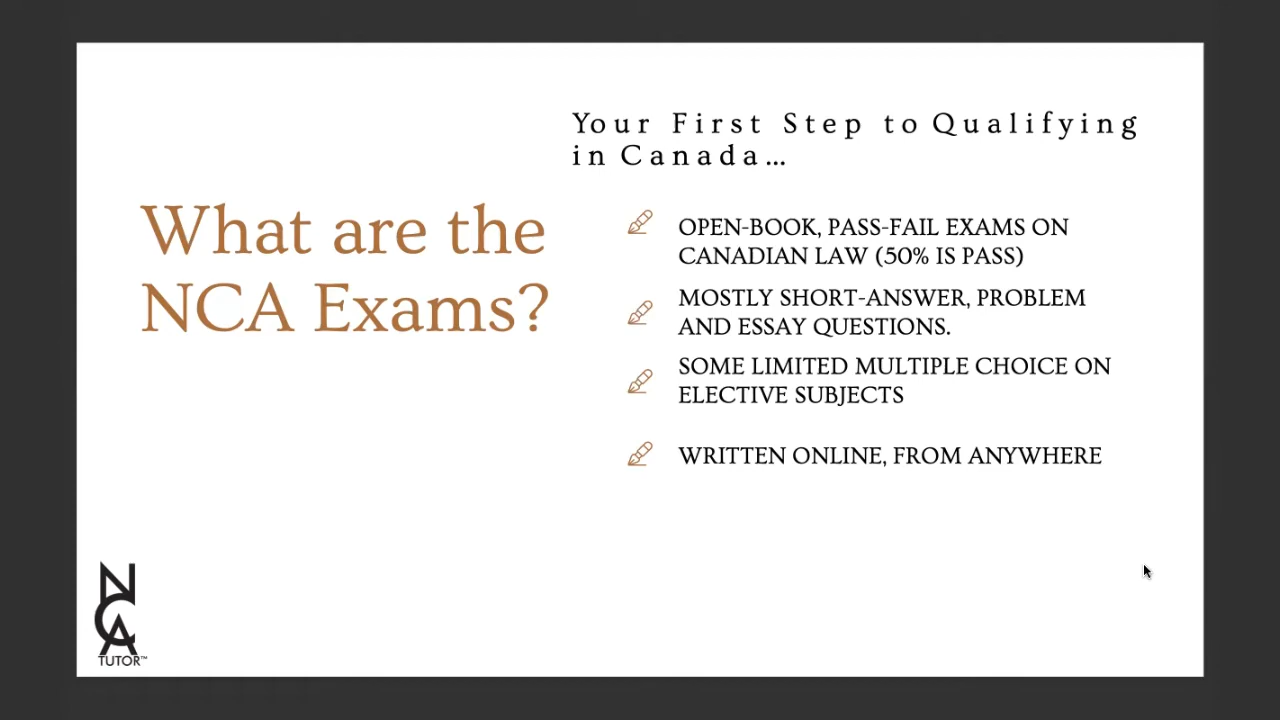 Your First Step to Qualifying
in Canada…
What are the
NCA Exams?
OPEN-BOOK, PASS-FAIL EXAMS ON
CANADIAN LAW (50% IS PASS)
MOSTLY SHORT-ANSWER, PROBLEM
AND ESSAY QUESTIONS.
SOME LIMITED MULTIPLE CHOICE ON
ELECTIVE SUBJECTS
WRITTEN ONLINE, FROM ANYWHERE
NCA
TUTOR™